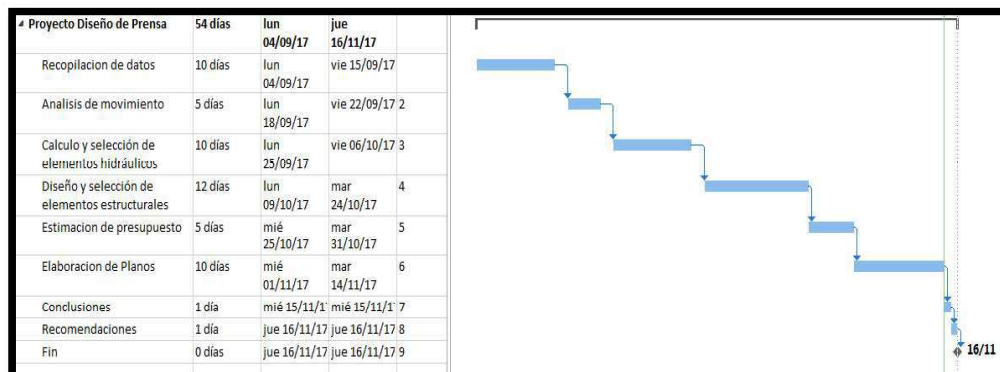 Proyecto Diseño de Prensa 54 días lun jue
04/09/17 16/11/17
Recopilacion de datos 10 días lun vie 15/09/17
04/09/17
Analisis de movimiento 5 días lun vie 22/09/17 2
18/09/17
Calculo y selección de 10 días lun vie 06/10/17 3
elementos hidráulicos 25/09/17
Diseño y selección de 12 días lun mar 4
elementos estructurales 09/10/17 24/10/17
Estimacion de presupuesto 5 días mié mar 5
25/10/17 31/10/17
Elaboracion de Planos 10 días mié mar 6
01/11/17 14/11/17
Conclusiones 1 día mié 15/11/1 mié 15/11/1 7
Recomendaciones 1 día jue 16/11/17 jue 16/11/17 8
Fin 0 días jue 16/11/17 jue 16/11/17 9
16/11